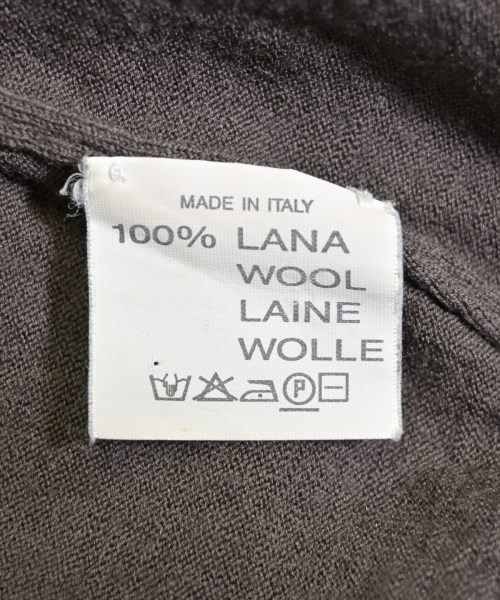 MADE IN ITALY
100% LANA
WOOL
LAINE
WOLLE
P